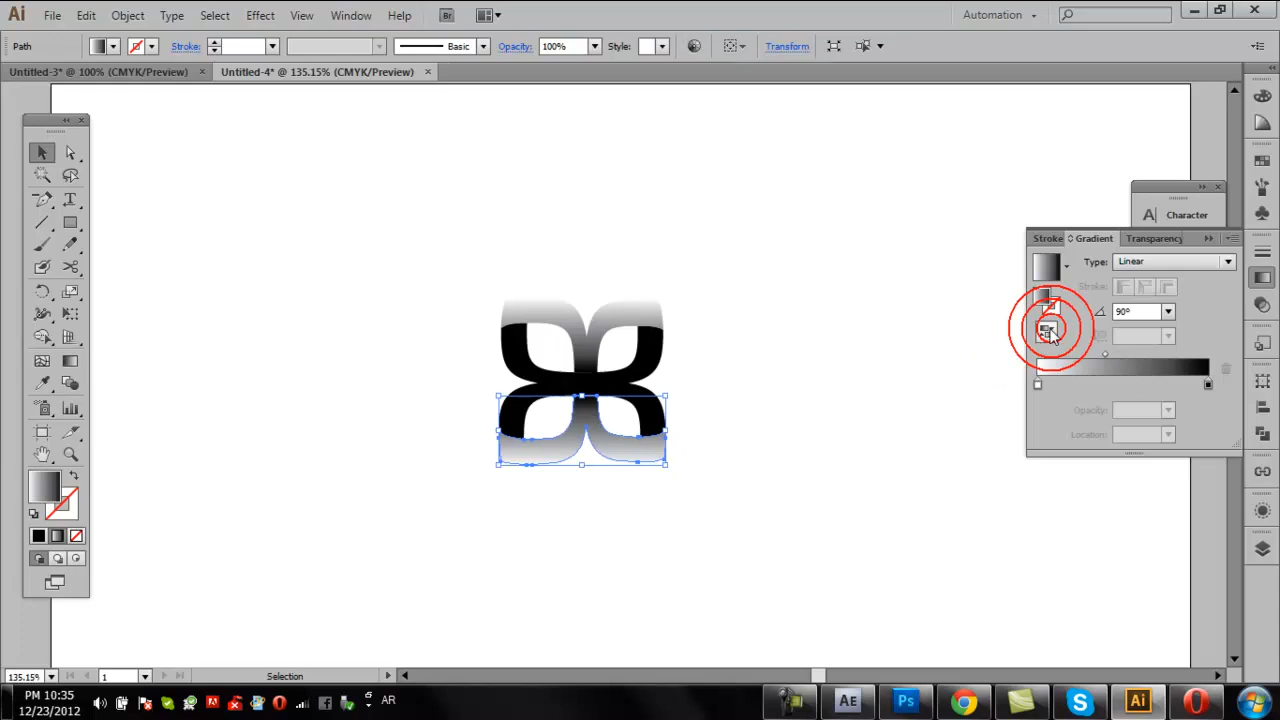 Ai File Edit Object Type Select Effect View Window Help Br Automation
Path Stroke: Basic Opacity: 100% Style: Transform
Untitled-3* @ 100% (CMYK/Preview) × Untitled-4* @ 135.15% (CMYK/Preview) ×
A Character
Stroke Gradient Transparency
Type: Linear
Stroke:
90°
Opacity:
Location:
135.15% 1 Selection
PM 10:35
12/23/2012
AR
AE Ps Ai